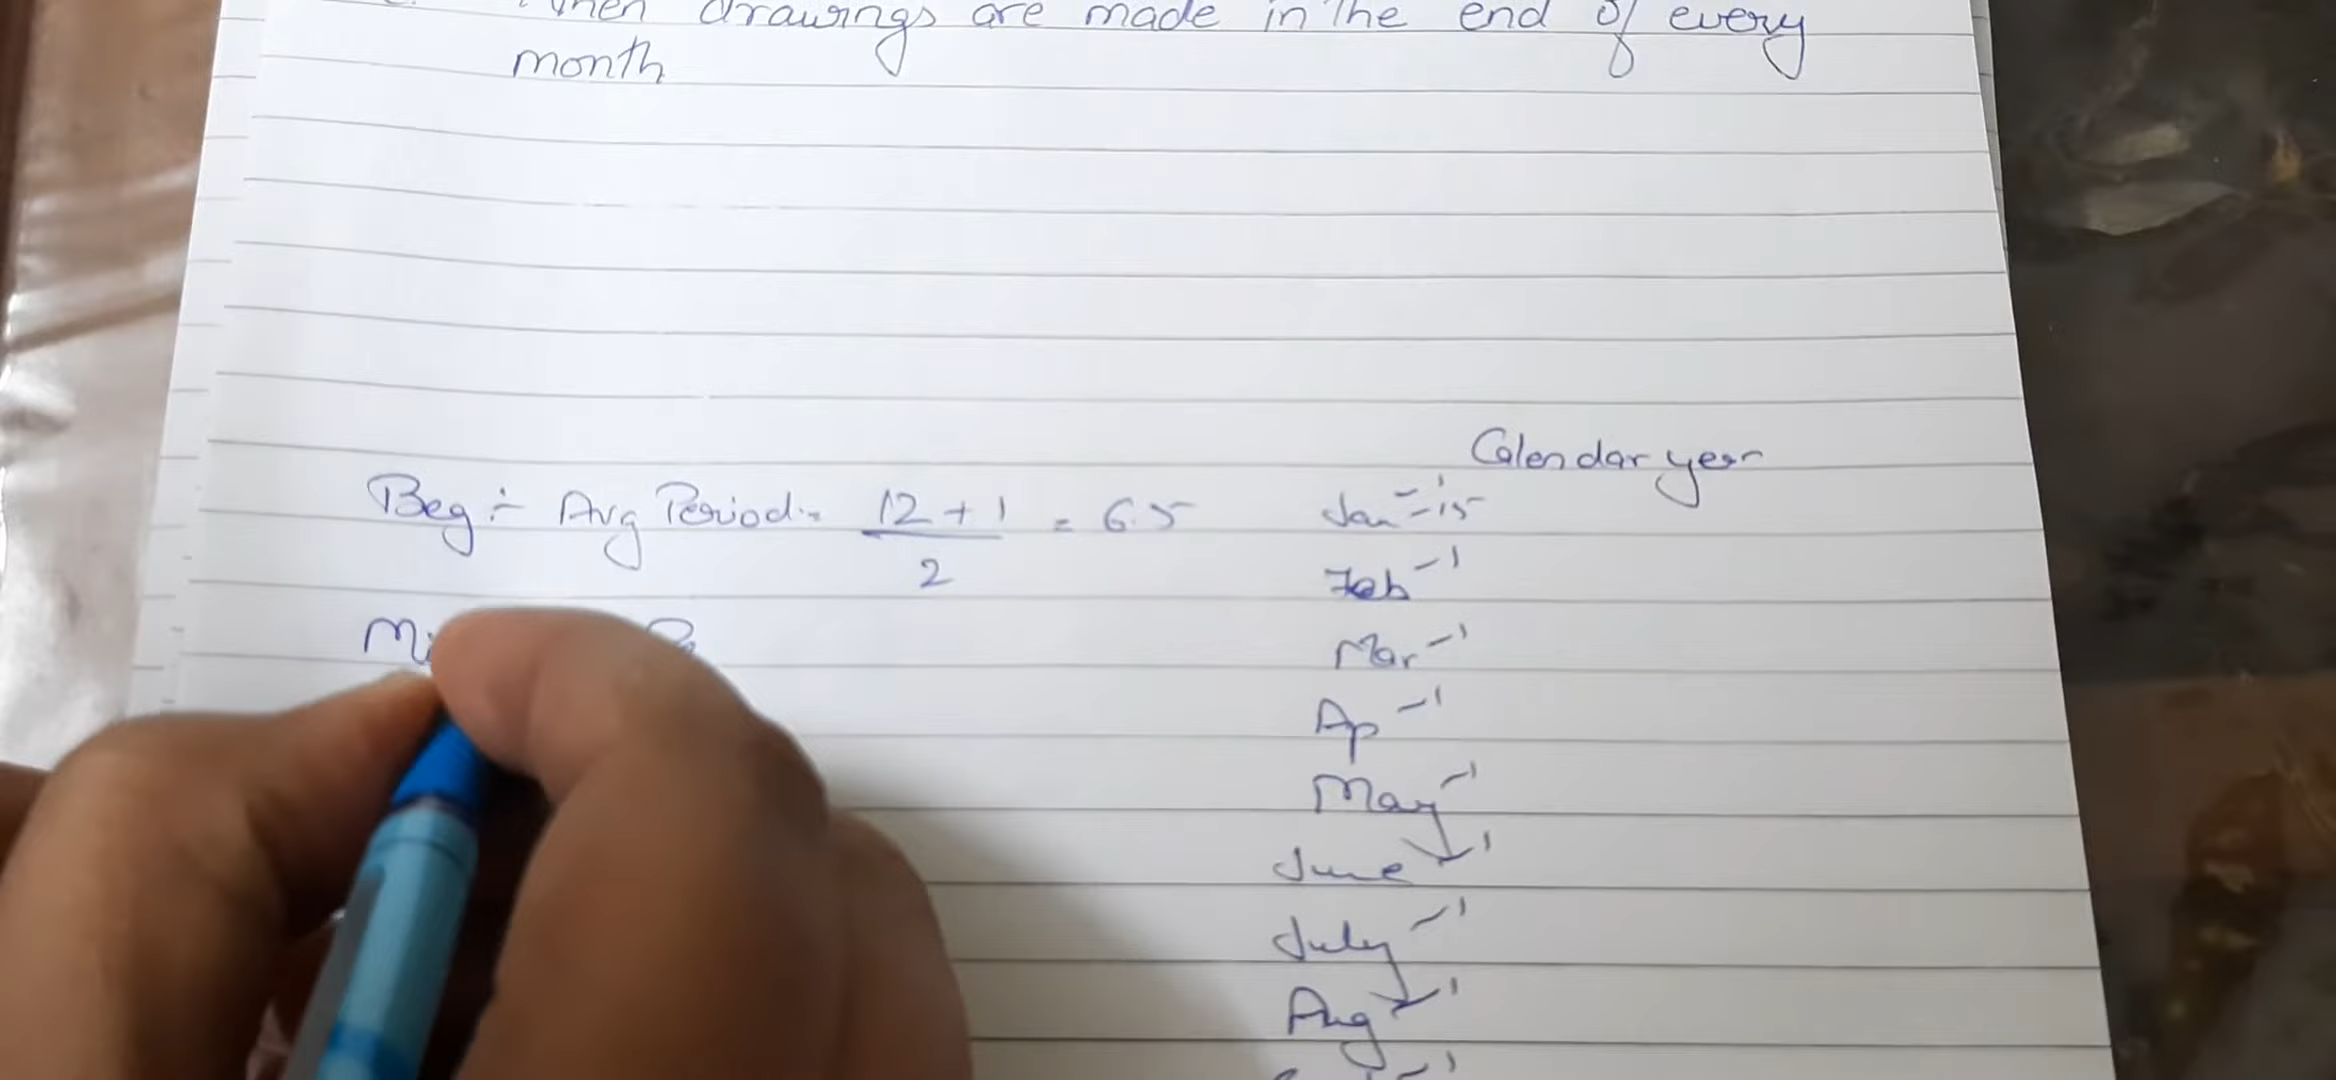 When drawings are made in the end of every
month
Calendar year
Beg :- Avg Period :- 12 + 1 = 6.5
2
Jan - 1
- 15
Feb - 1
Mar - 1
Ap - 1
May - 1
June - 1
July - 1
Aug - 1